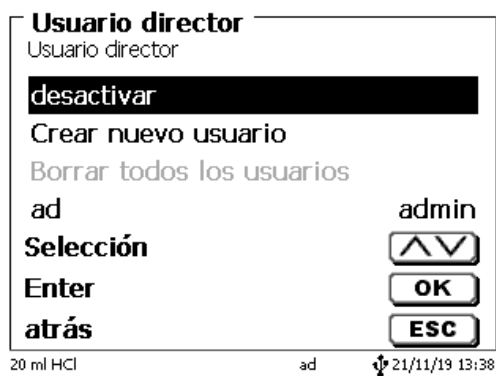 Usuario director
Usuario director
desactivar
Crear nuevo usuario
Borrar todos los usuarios
ad admin
Selección
Enter OK
atrás ESC
20 ml HCl ad 21/11/19 13:38